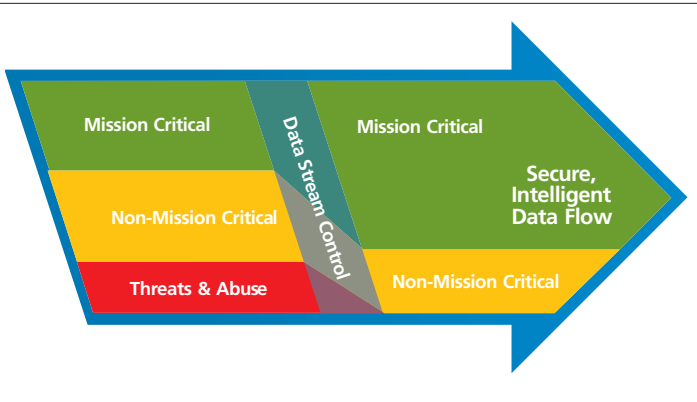 Mission Critical
Non-Mission Critical
Threats & Abuse
Data Stream Control
Mission Critical
Secure,
Intelligent
Data Flow
Non-Mission Critical